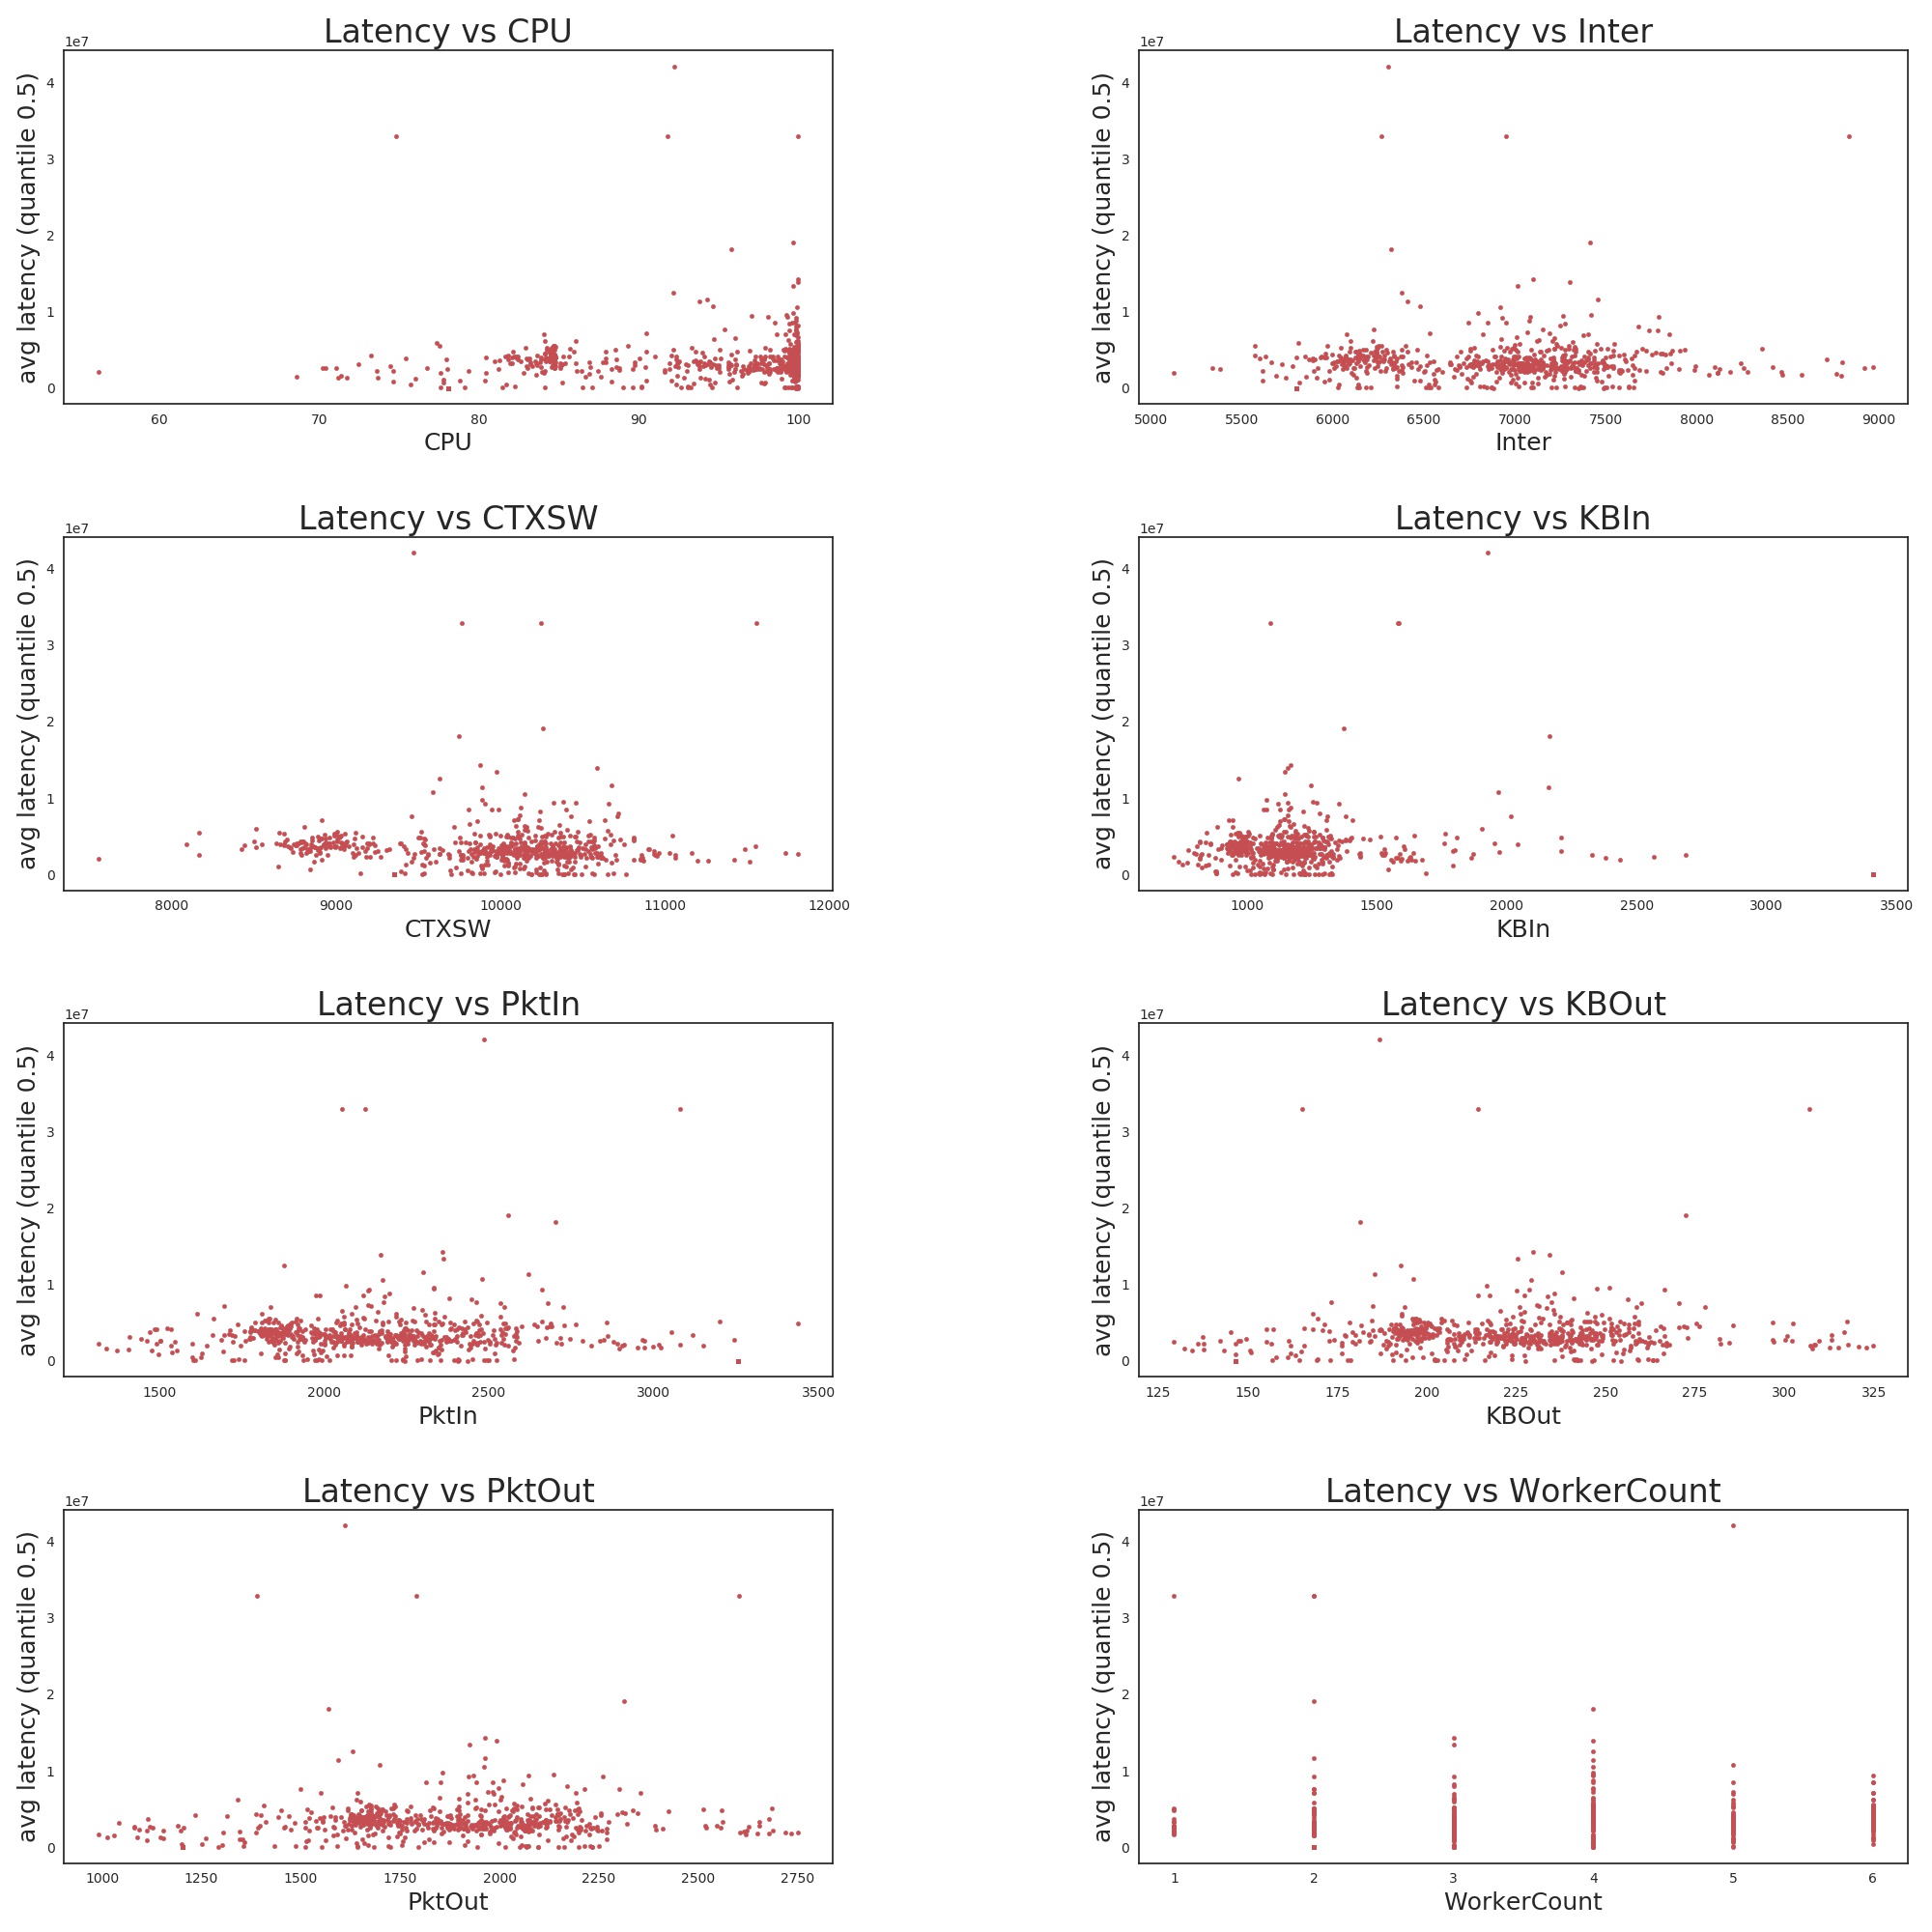 Latency vs CPU
1e7
avg latency (quantile 0.5)
4
3
2
1
0
60 70 80 90 100
CPU
Latency vs Inter
1e7
avg latency (quantile 0.5)
4
3
2
1
0
5000 5500 6000 6500 7000 7500 8000 8500 9000
Inter
Latency vs CTXSW
1e7
avg latency (quantile 0.5)
4
3
2
1
0
8000 9000 10000 11000 12000
CTXSW
Latency vs KBIn
1e7
avg latency (quantile 0.5)
4
3
2
1
0
1000 1500 2000 2500 3000 3500
KBIn
Latency vs PktIn
1e7
avg latency (quantile 0.5)
4
3
2
1
0
1500 2000 2500 3000 3500
PktIn
Latency vs KBOut
1e7
avg latency (quantile 0.5)
4
3
2
1
0
125 150 175 200 225 250 275 300 325
KBOut
Latency vs PktOut
1e7
avg latency (quantile 0.5)
4
3
2
1
0
1000 1250 1500 1750 2000 2250 2500 2750
PktOut
Latency vs WorkerCount
1e7
avg latency (quantile 0.5)
4
3
2
1
0
1 2 3 4 5 6
WorkerCount